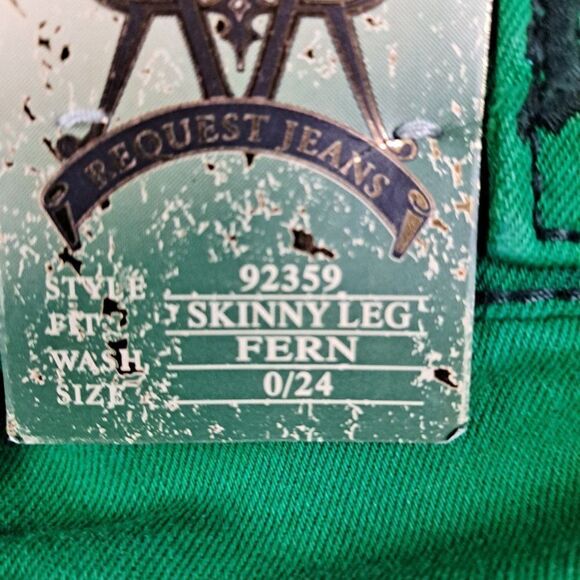 REQUEST JEANS
STYLE 92359
FIT: SKINNY LEG
WASH FERN
SIZE 0/24